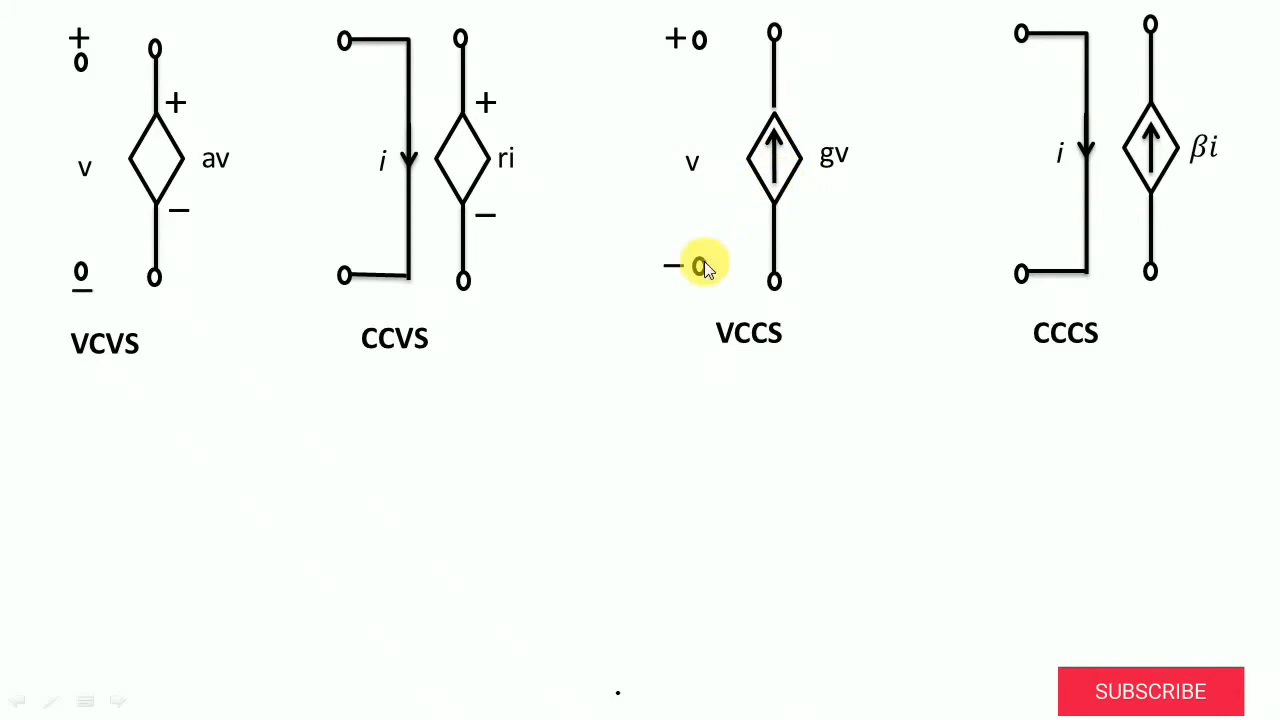 +
v
+
av
−
−
VCVS
i
+
ri
−
CCVS
+
v
−
gv
VCCS
i
βi
CCCS
.
SUBSCRIBE